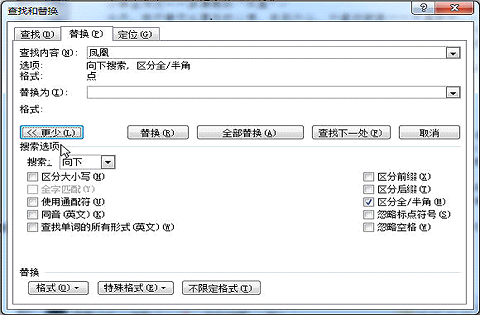 查找和替换
查找(D) 替换(P) 定位(G)
查找内容(N): 凤凰
选项: 向下搜索, 区分全/半角
格式: 点
替换为(I):
格式:
<< 更少(L) 替换(R) 全部替换(A) 查找下一处(F) 取消
搜索选项
搜索: 向下
区分大小写(H) 区分前缀(X)
全字匹配(Y) 区分后缀(T)
使用通配符(U) 区分全/半角(M)
同音(英文)(K) 忽略标点符号(S)
查找单词的所有形式(英文)(W) 忽略空格(W)
替换
格式(O) 特殊格式(E) 不限定格式(T)